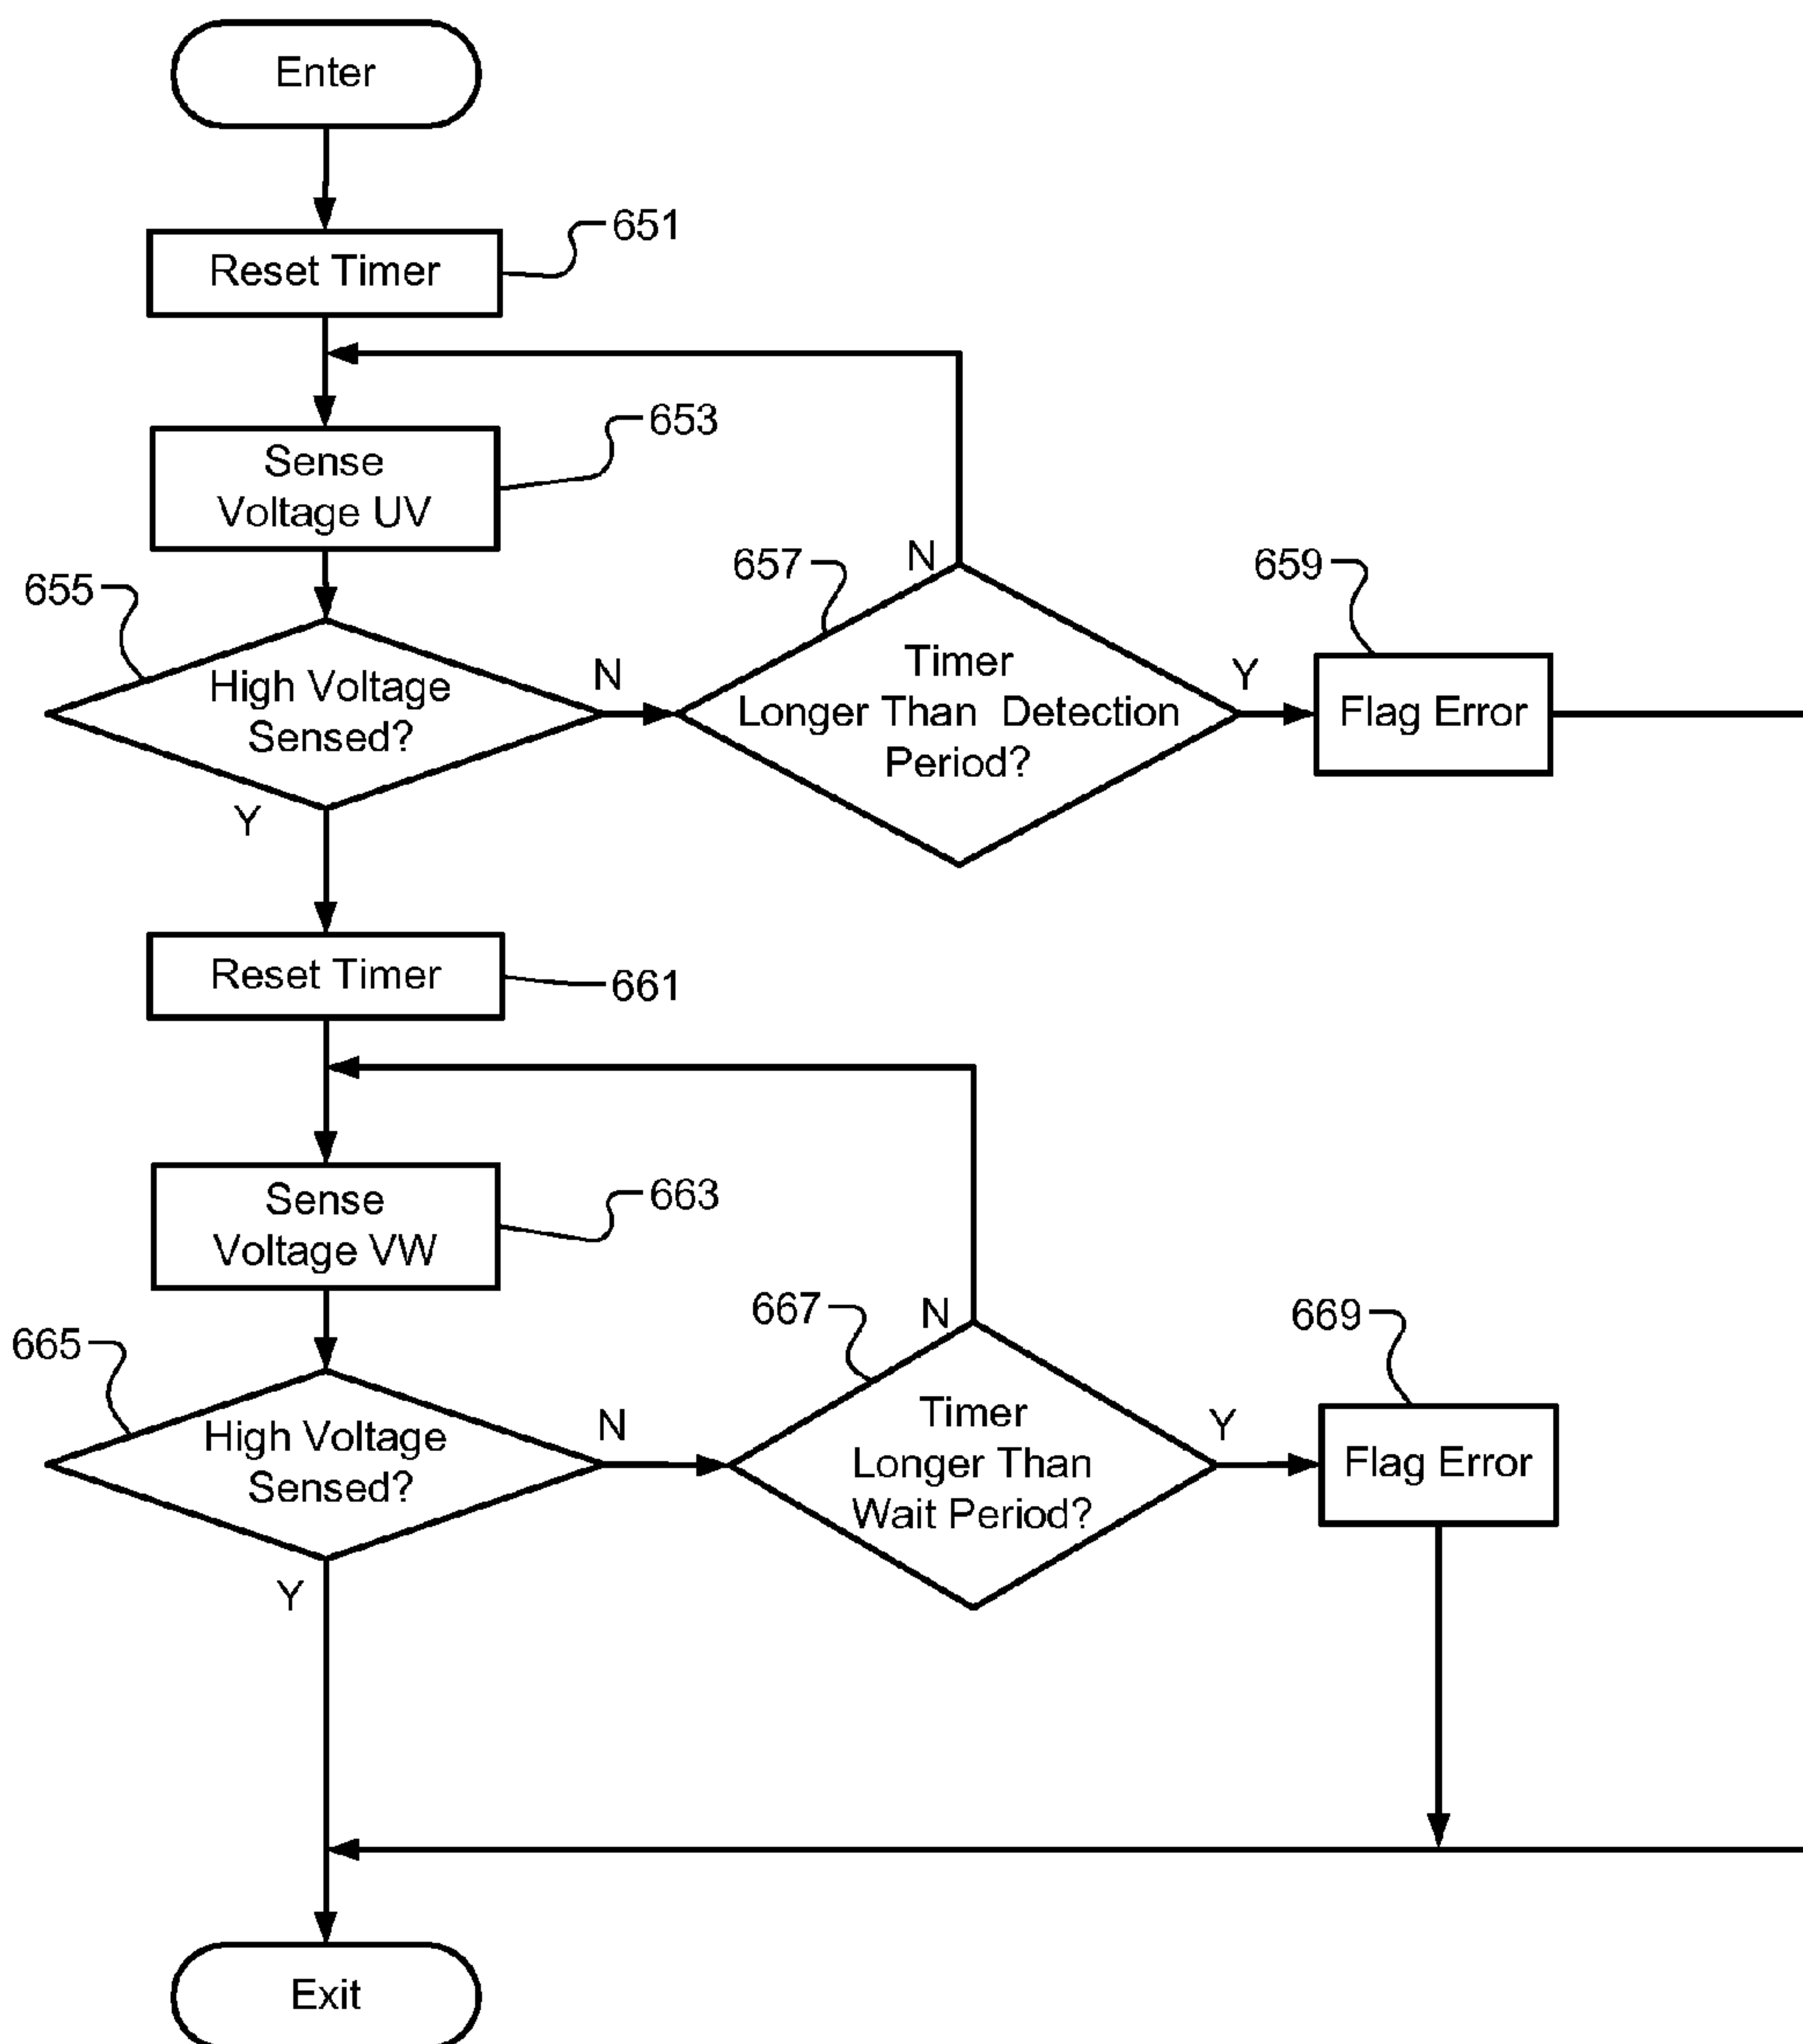 Enter
651
Reset Timer
653
Sense
Voltage UV
655
High Voltage
Sensed?
N
Y
657
N
Timer
Longer Than Detection
Period?
Y
659
Flag Error
Reset Timer
661
663
Sense
Voltage VW
665
High Voltage
Sensed?
N
Y
667
N
Timer
Longer Than
Wait Period?
Y
669
Flag Error
Exit